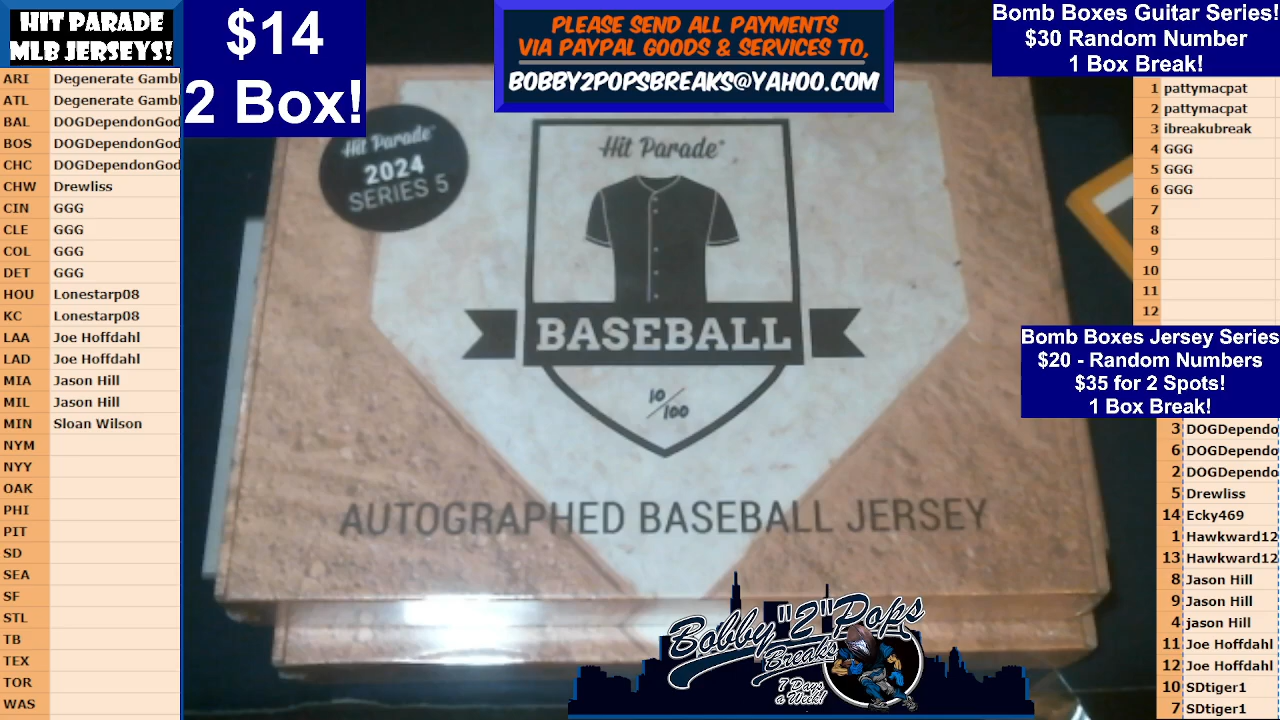 HIT PARADE
MLB JERSEYS!
ARI Degenerate Gambl
ATL Degenerate Gambl
BAL DOGDependonGod
BOS DOGDependonGod
CHC DOGDependonGod
CHW Drewliss
CIN GGG
CLE GGG
COL GGG
DET GGG
HOU Lonestarp08
KC Lonestarp08
LAA Joe Hoffdahl
LAD Joe Hoffdahl
MIA Jason Hill
MIL Jason Hill
MIN Sloan Wilson
NYM
NYY
OAK
PHI
PIT
SD
SEA
SF
STL
TB
TEX
TOR
WAS
$14
2 Box!
PLEASE SEND ALL PAYMENTS
VIA PAYPAL GOODS & SERVICES TO,
BOBBY2POPSBREAKS@YAHOO.COM
Hit Parade
2024
SERIES 5
Hit Parade
BASEBALL
10/100
AUTOGRAPHED BASEBALL JERSEY
Bobby "2" Pops
Breaks
7 Days
a Week!
Bomb Boxes Guitar Series!
$30 Random Number
1 Box Break!
1 pattymacpat
2 pattymacpat
3 ibreakubreak
4 GGG
5 GGG
6 GGG
7
8
9
10
11
12
Bomb Boxes Jersey Series
$20 - Random Numbers
$35 for 2 Spots!
1 Box Break!
3 DOGDependo
6 DOGDependo
2 DOGDependo
5 Drewliss
14 Ecky469
1 Hawkward12
13 Hawkward12
8 Jason Hill
9 Jason Hill
4 jason Hill
11 Joe Hoffdahl
12 Joe Hoffdahl
10 SDtiger1
7 SDtiger1